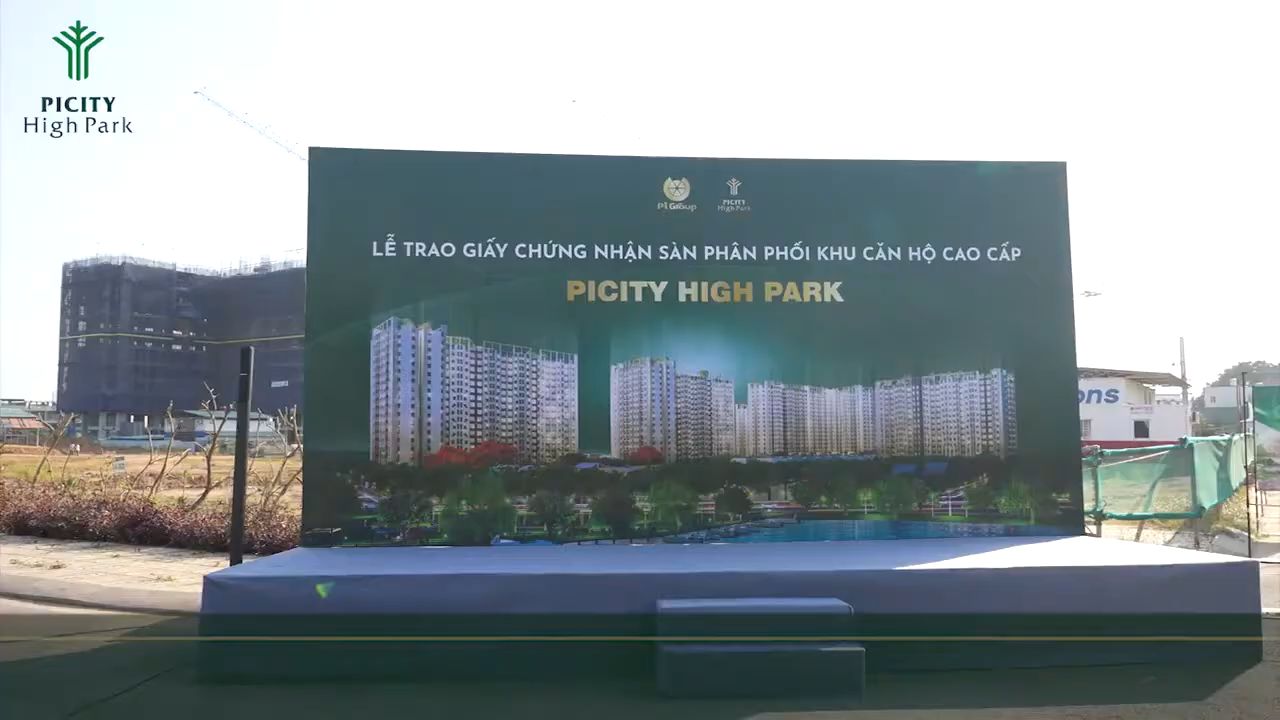 PICITY
High Park
Pi Group
PICITY
High Park
LỄ TRAO GIẤY CHỨNG NHẬN SÀN PHÂN PHỐI KHU CĂN HỘ CAO CẤP
PICITY HIGH PARK
ons